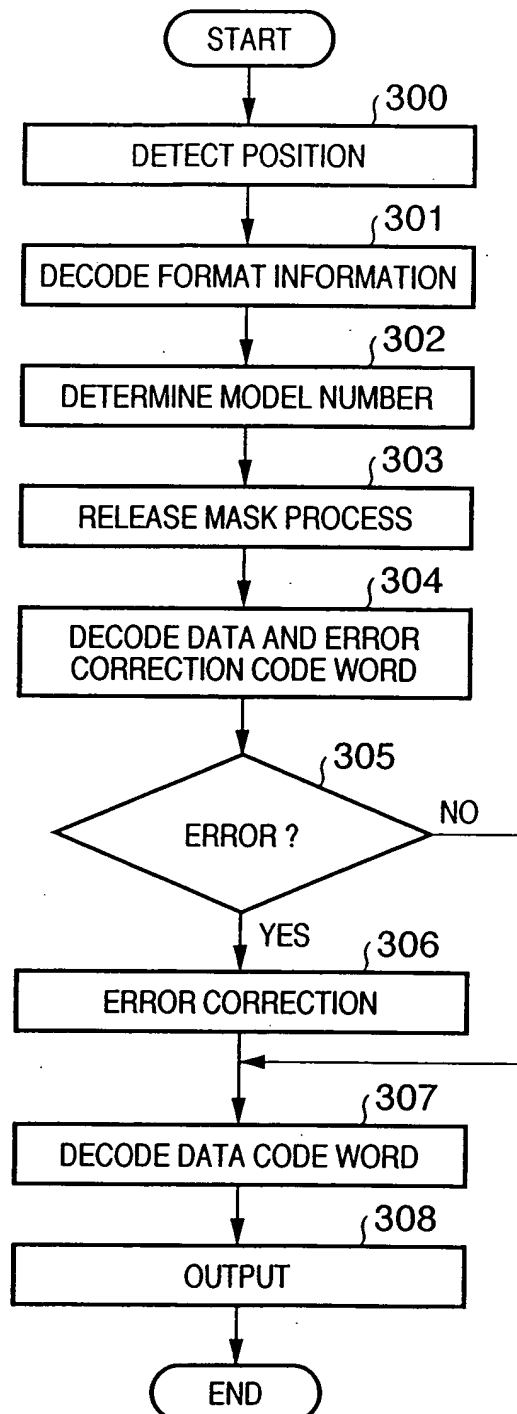 START
300
DETECT POSITION
301
DECODE FORMAT INFORMATION
302
DETERMINE MODEL NUMBER
303
RELEASE MASK PROCESS
304
DECODE DATA AND ERROR
CORRECTION CODE WORD
305
ERROR ?
NO
YES
306
ERROR CORRECTION
307
DECODE DATA CODE WORD
308
OUTPUT
END